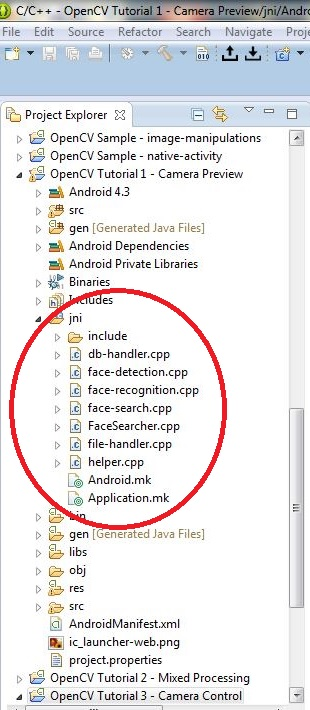 C/C++ - OpenCV Tutorial 1 - Camera Preview/jni/Andro
File Edit Source Refactor Search Navigate Proj
Project Explorer
OpenCV Sample - image-manipulations
OpenCV Sample - native-activity
OpenCV Tutorial 1 - Camera Preview
Android 4.3
src
gen [Generated Java Files]
Android Dependencies
Android Private Libraries
Binaries
Includes
jni
include
db-handler.cpp
face-detection.cpp
face-recognition.cpp
face-search.cpp
FaceSearcher.cpp
file-handler.cpp
helper.cpp
Android.mk
Application.mk
bin
gen [Generated Java Files]
libs
obj
res
src
AndroidManifest.xml
ic_launcher-web.png
project.properties
OpenCV Tutorial 2 - Mixed Processing
OpenCV Tutorial 3 - Camera Control